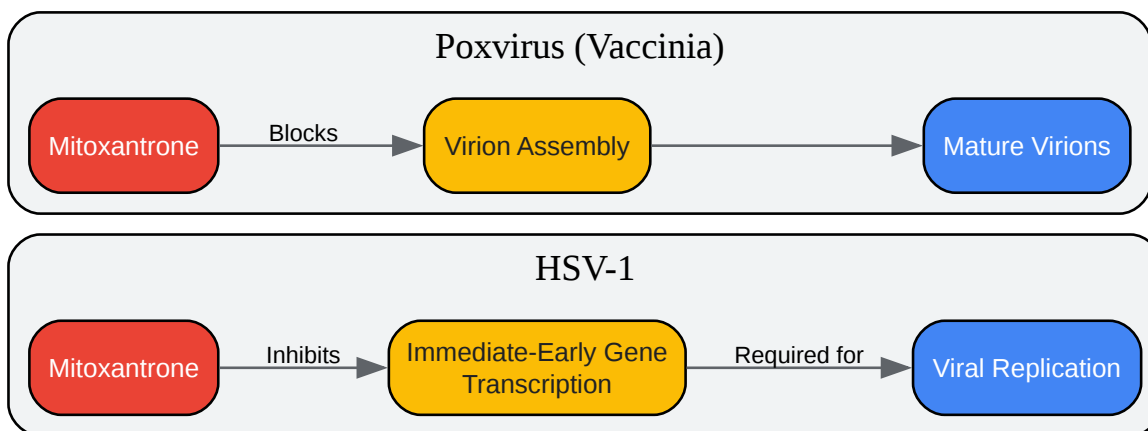 Poxvirus (Vaccinia)
Mitoxantrone
Blocks
Virion Assembly
Mature Virions
HSV-1
Mitoxantrone
Inhibits
Immediate-Early Gene
Transcription
Required for
Viral Replication